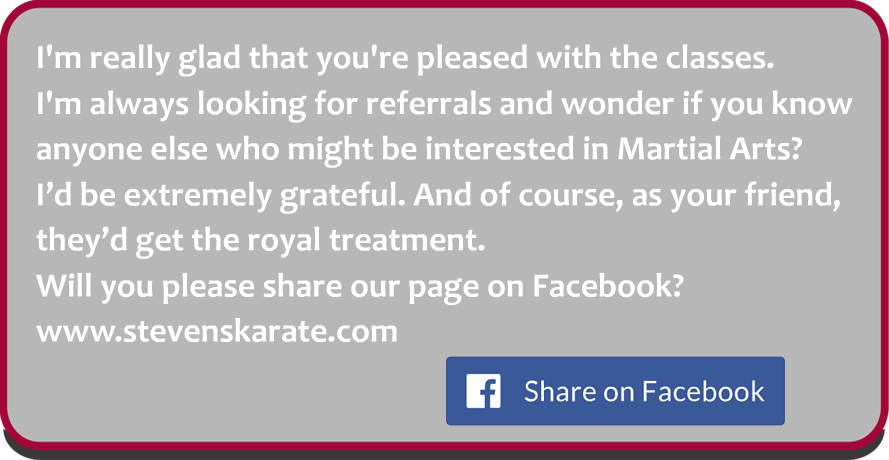 I'm really glad that you're pleased with the classes.
I'm always looking for referrals and wonder if you know
anyone else who might be interested in Martial Arts?
I’d be extremely grateful. And of course, as your friend,
they’d get the royal treatment.
Will you please share our page on Facebook?
www.stevenskarate.com
Share on Facebook